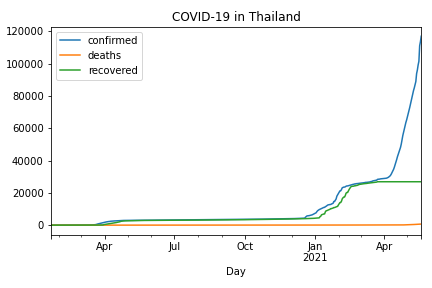 COVID-19 in Thailand
confirmed
deaths
recovered
120000
100000
80000
60000
40000
20000
0
Apr
Jul
Oct
Jan
2021
Apr
Day